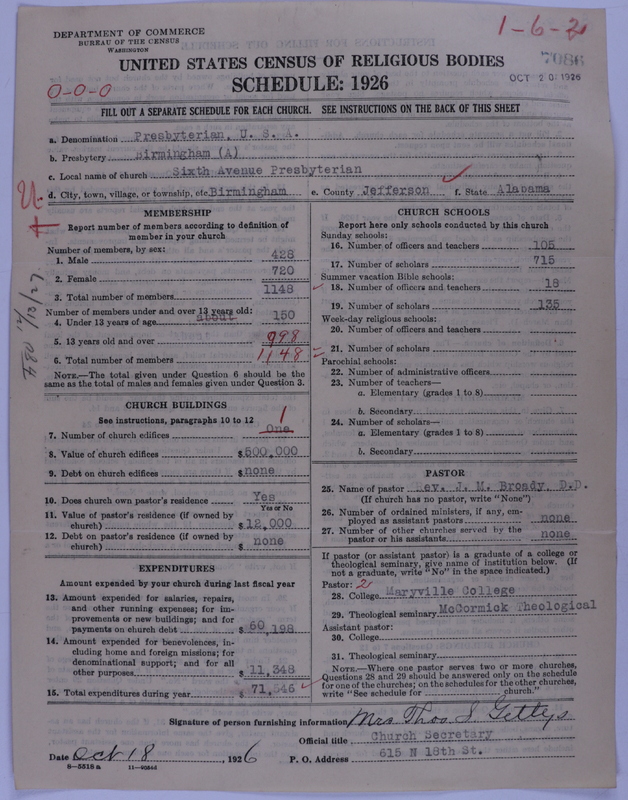 DEPARTMENT OF COMMERCE
BUREAU OF THE CENSUS
WASHINGTON
1-6-2
7086
UNITED STATES CENSUS OF RELIGIOUS BODIES
OCT 20 1926
SCHEDULE: 1926
0-0-0
FILL OUT A SEPARATE SCHEDULE FOR EACH CHURCH. SEE INSTRUCTIONS ON THE BACK OF THIS SHEET
a. Denomination Presbyterian, U. S. A.
b. Presbytery Birmingham (A)
c. Local name of church Sixth Avenue Presbyterian
d. City, town, village, or township, etc. Birmingham e. County Jefferson f. State Alabama
MEMBERSHIP
Report number of members according to definition of
member in your church
Number of members, by sex:
1. Male 428
2. Female 720
3. Total number of members 1148
Number of members under and over 13 years old:
4. Under 13 years of age about 150
5. 13 years old and over 998
6. Total number of members 1148
NOTE.—The total given under Question 6 should be
same as the total of males and females given under Question 3.
CHURCH BUILDINGS
See instructions, paragraphs 10 to 12
1
7. Number of church edifices One
8. Value of church edifices $500,000
9. Debt on church edifices $none
10. Does church own pastor's residence Yes
Yes or No
11. Value of pastor's residence (if owned by
church) $12,000
12. Debt on pastor's residence (if owned by
church) $ none
EXPENDITURES
Amount expended by your church during last fiscal year
13. Amount expended for salaries, repairs,
and other running expenses; for im-
provements or new buildings; and for
payments on church debt $60,198
14. Amount expended for benevolences, in-
cluding home and foreign missions; for
denominational support; and for all
other purposes $11,348
15. Total expenditures during year $71,546
CHURCH SCHOOLS
Report here only schools conducted by this church
Sunday schools:
16. Number of officers and teachers 105
17. Number of scholars 715
Summer vacation Bible schools:
18. Number of officers and teachers 18
19. Number of scholars 135
Week-day religious schools:
20. Number of officers and teachers
21. Number of scholars
Parochial schools:
22. Number of administrative officers
23. Number of teachers—
a. Elementary (grades 1 to 8)
b. Secondary
24. Number of scholars—
a. Elementary (grades 1 to 8)
b. Secondary
PASTOR
25. Name of pastor Rev. J. M. Broady, D.D.
(If church has no pastor, write "None")
26. Number of ordained ministers, if any, em-
ployed as assistant pastors none
27. Number of other churches served by the
pastor or his assistants none
If pastor (or assistant pastor) is a graduate of a college or
theological seminary, give name of institution below. (If
not a graduate, write "No" in the space indicated.)
Pastor: 2
28. College Maryville College
29. Theological seminary McCormick Theological
Assistant pastor:
30. College
31. Theological seminary
NOTE.—Where one pastor serves two or more churches,
Questions 28 and 29 should be answered only on the schedule
for one of the churches; on the schedules for the other churches,
write "See schedule for church."
Signature of person furnishing information Mrs Thos. S. Gettys
Official title Church Secretary
Date Oct 18, 1926 P. O. Address 615 N 18th St.
8-5518 a